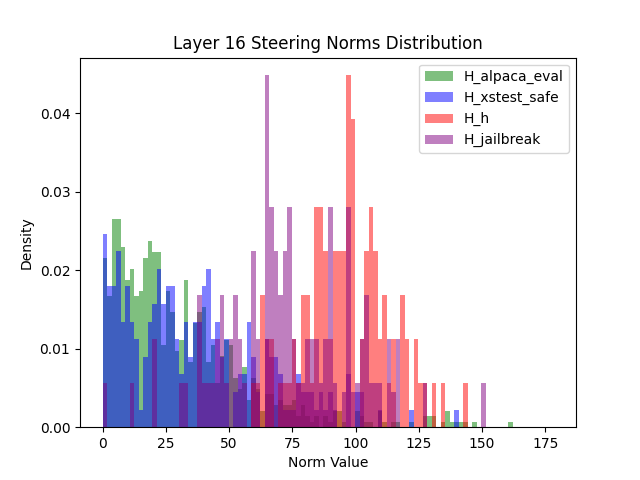 Layer 16 Steering Norms Distribution
H_alpaca_eval
H_xstest_safe
H_h
H_jailbreak
Density
0.04
0.03
0.02
0.01
0.00
0 25 50 75 100 125 150 175
Norm Value